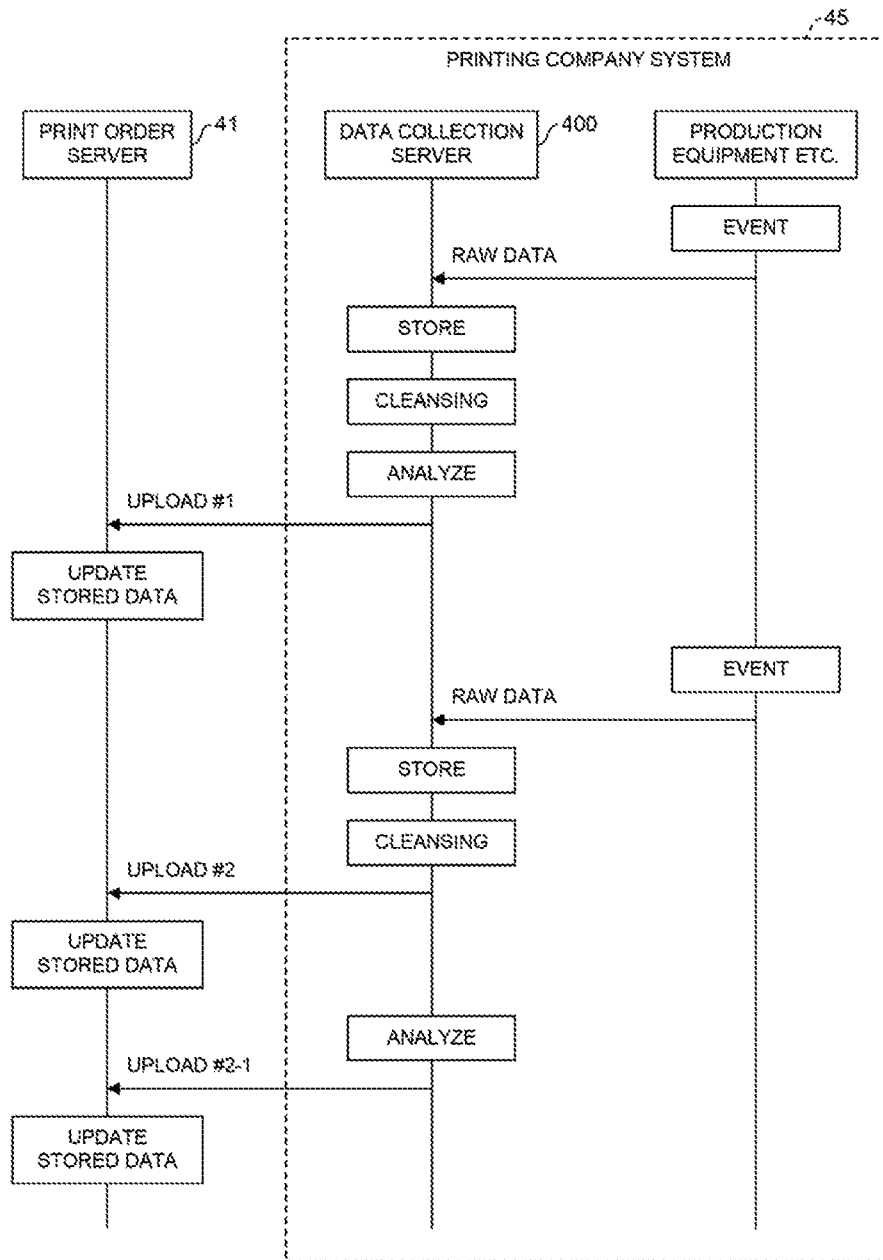 45
PRINTING COMPANY SYSTEM
PRINT ORDER
SERVER
41
DATA COLLECTION
SERVER
400
PRODUCTION
EQUIPMENT ETC.
EVENT
RAW DATA
STORE
CLEANSING
ANALYZE
UPLOAD #1
UPDATE
STORED DATA
EVENT
RAW DATA
STORE
CLEANSING
UPLOAD #2
UPDATE
STORED DATA
ANALYZE
UPLOAD #2-1
UPDATE
STORED DATA